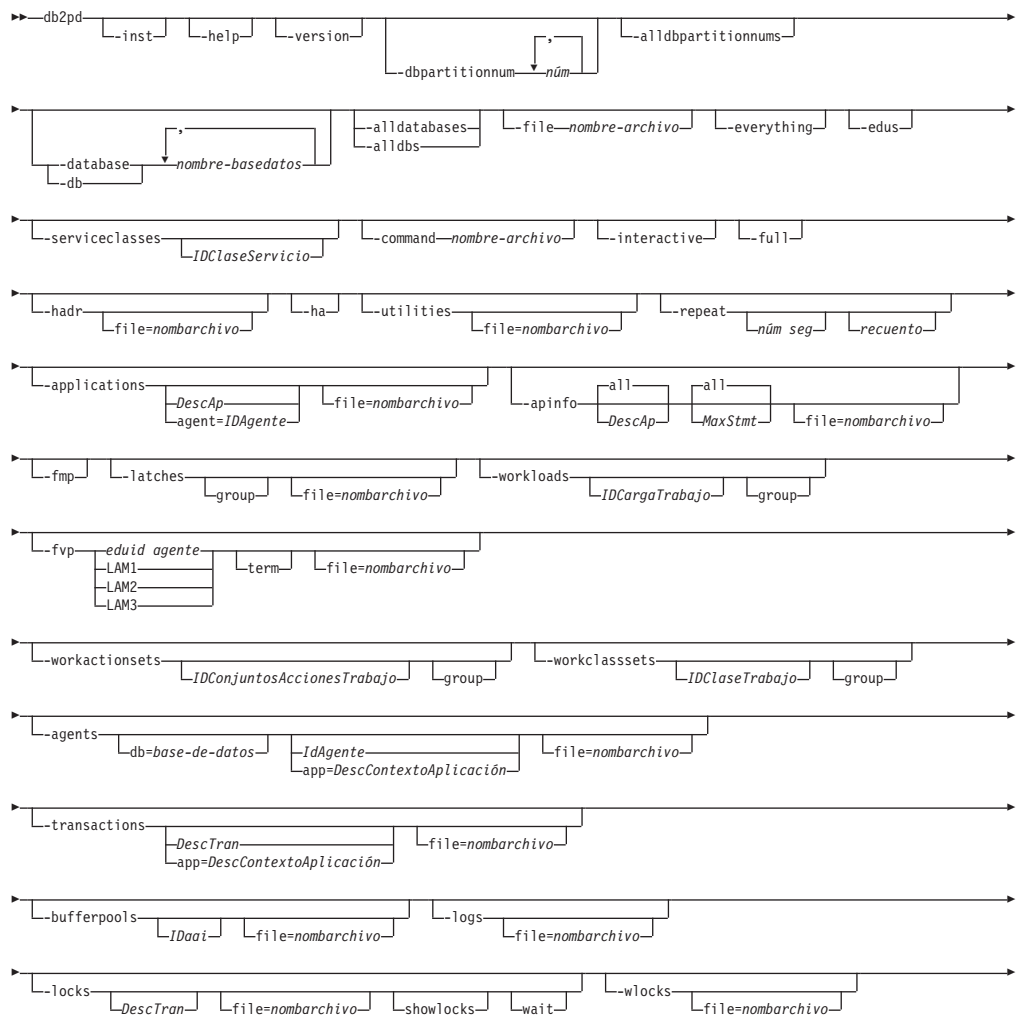 db2pd -inst -help -version -dbpartitionnum , núm -alldbpartitionnums
-database -db , nombre-basedatos -alldatabases -alldbs -file nombre-archivo -everything -edus
-serviceclasses IDClaseServicio -command nombre-archivo -interactive -full
-hadr file=nombarchivo -ha -utilities file=nombarchivo -repeat núm seg recuento
-applications DescAp agent=IDAgente file=nombarchivo -apinfo all DescAp all MaxStmt file=nombarchivo
-fmp -latches group file=nombarchivo -workloads IDCargaTrabajo group
-fvp eduid agente LAM1 LAM2 LAM3 term file=nombarchivo
-workactionsets IDConjuntosAccionesTrabajo group -workclasssets IDClaseTrabajo group
-agents db=base-de-datos IdAgente app=DescContextoAplicación file=nombarchivo
-transactions DescTran app=DescContextoAplicación file=nombarchivo
-bufferpools IDaai file=nombarchivo -logs file=nombarchivo
-locks DescTran file=nombarchivo showlocks wait -wlocks file=nombarchivo